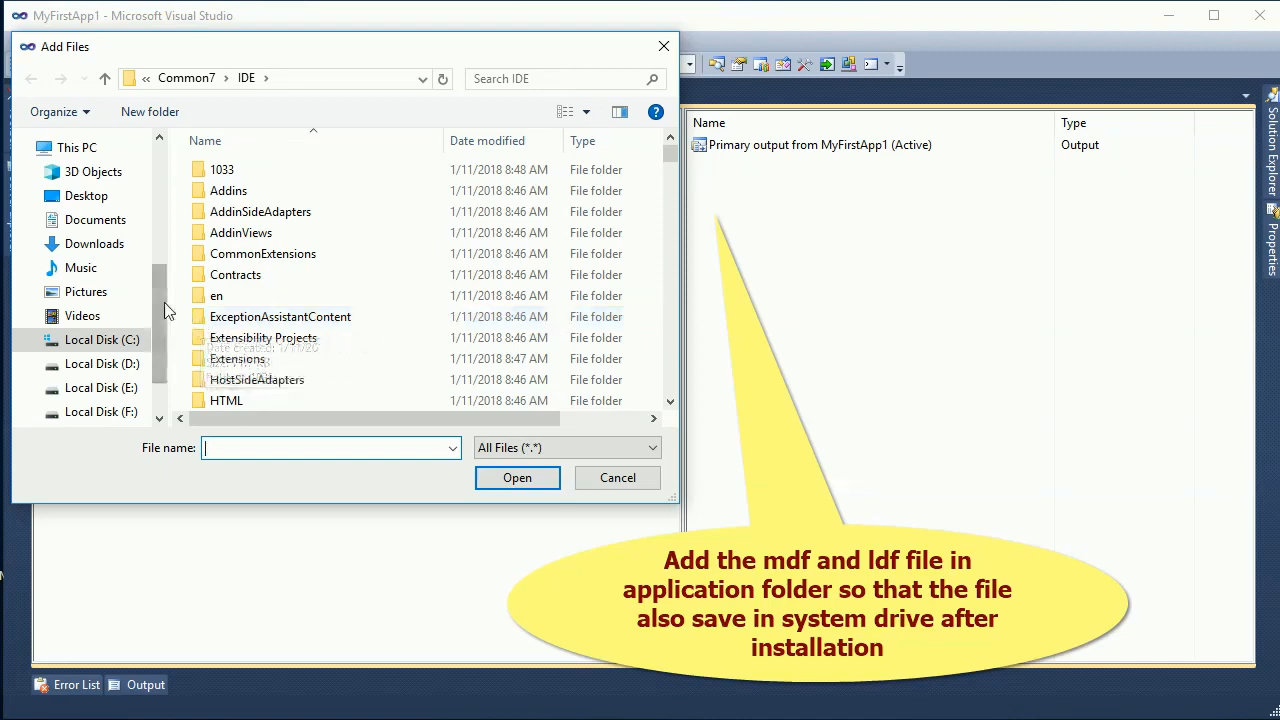 MyFirstApp1 - Microsoft Visual Studio
Add Files
« Common7 › IDE ›
Search IDE
Organize
New folder
Name
Date modified
Type
This PC
3D Objects
Desktop
Documents
Downloads
Music
Pictures
Videos
Local Disk (C:)
Local Disk (D:)
Local Disk (E:)
Local Disk (F:)
1033 1/11/2018 8:48 AM File folder
Addins 1/11/2018 8:46 AM File folder
AddinSideAdapters 1/11/2018 8:46 AM File folder
AddinViews 1/11/2018 8:46 AM File folder
CommonExtensions 1/11/2018 8:46 AM File folder
Contracts 1/11/2018 8:46 AM File folder
en 1/11/2018 8:46 AM File folder
ExceptionAssistantContent 1/11/2018 8:46 AM File folder
Extensibility Projects 1/11/2018 8:46 AM File folder
Date created: 1/11/20
Extensions 1/11/2018 8:47 AM File folder
HostSideAdapters 1/11/2018 8:46 AM File folder
HTML 1/11/2018 8:46 AM File folder
File name:
All Files (*.*)
Open
Cancel
Name
Type
Primary output from MyFirstApp1 (Active) Output
Solution Explorer
Properties
Add the mdf and ldf file in
application folder so that the file
also save in system drive after
installation
Error List
Output